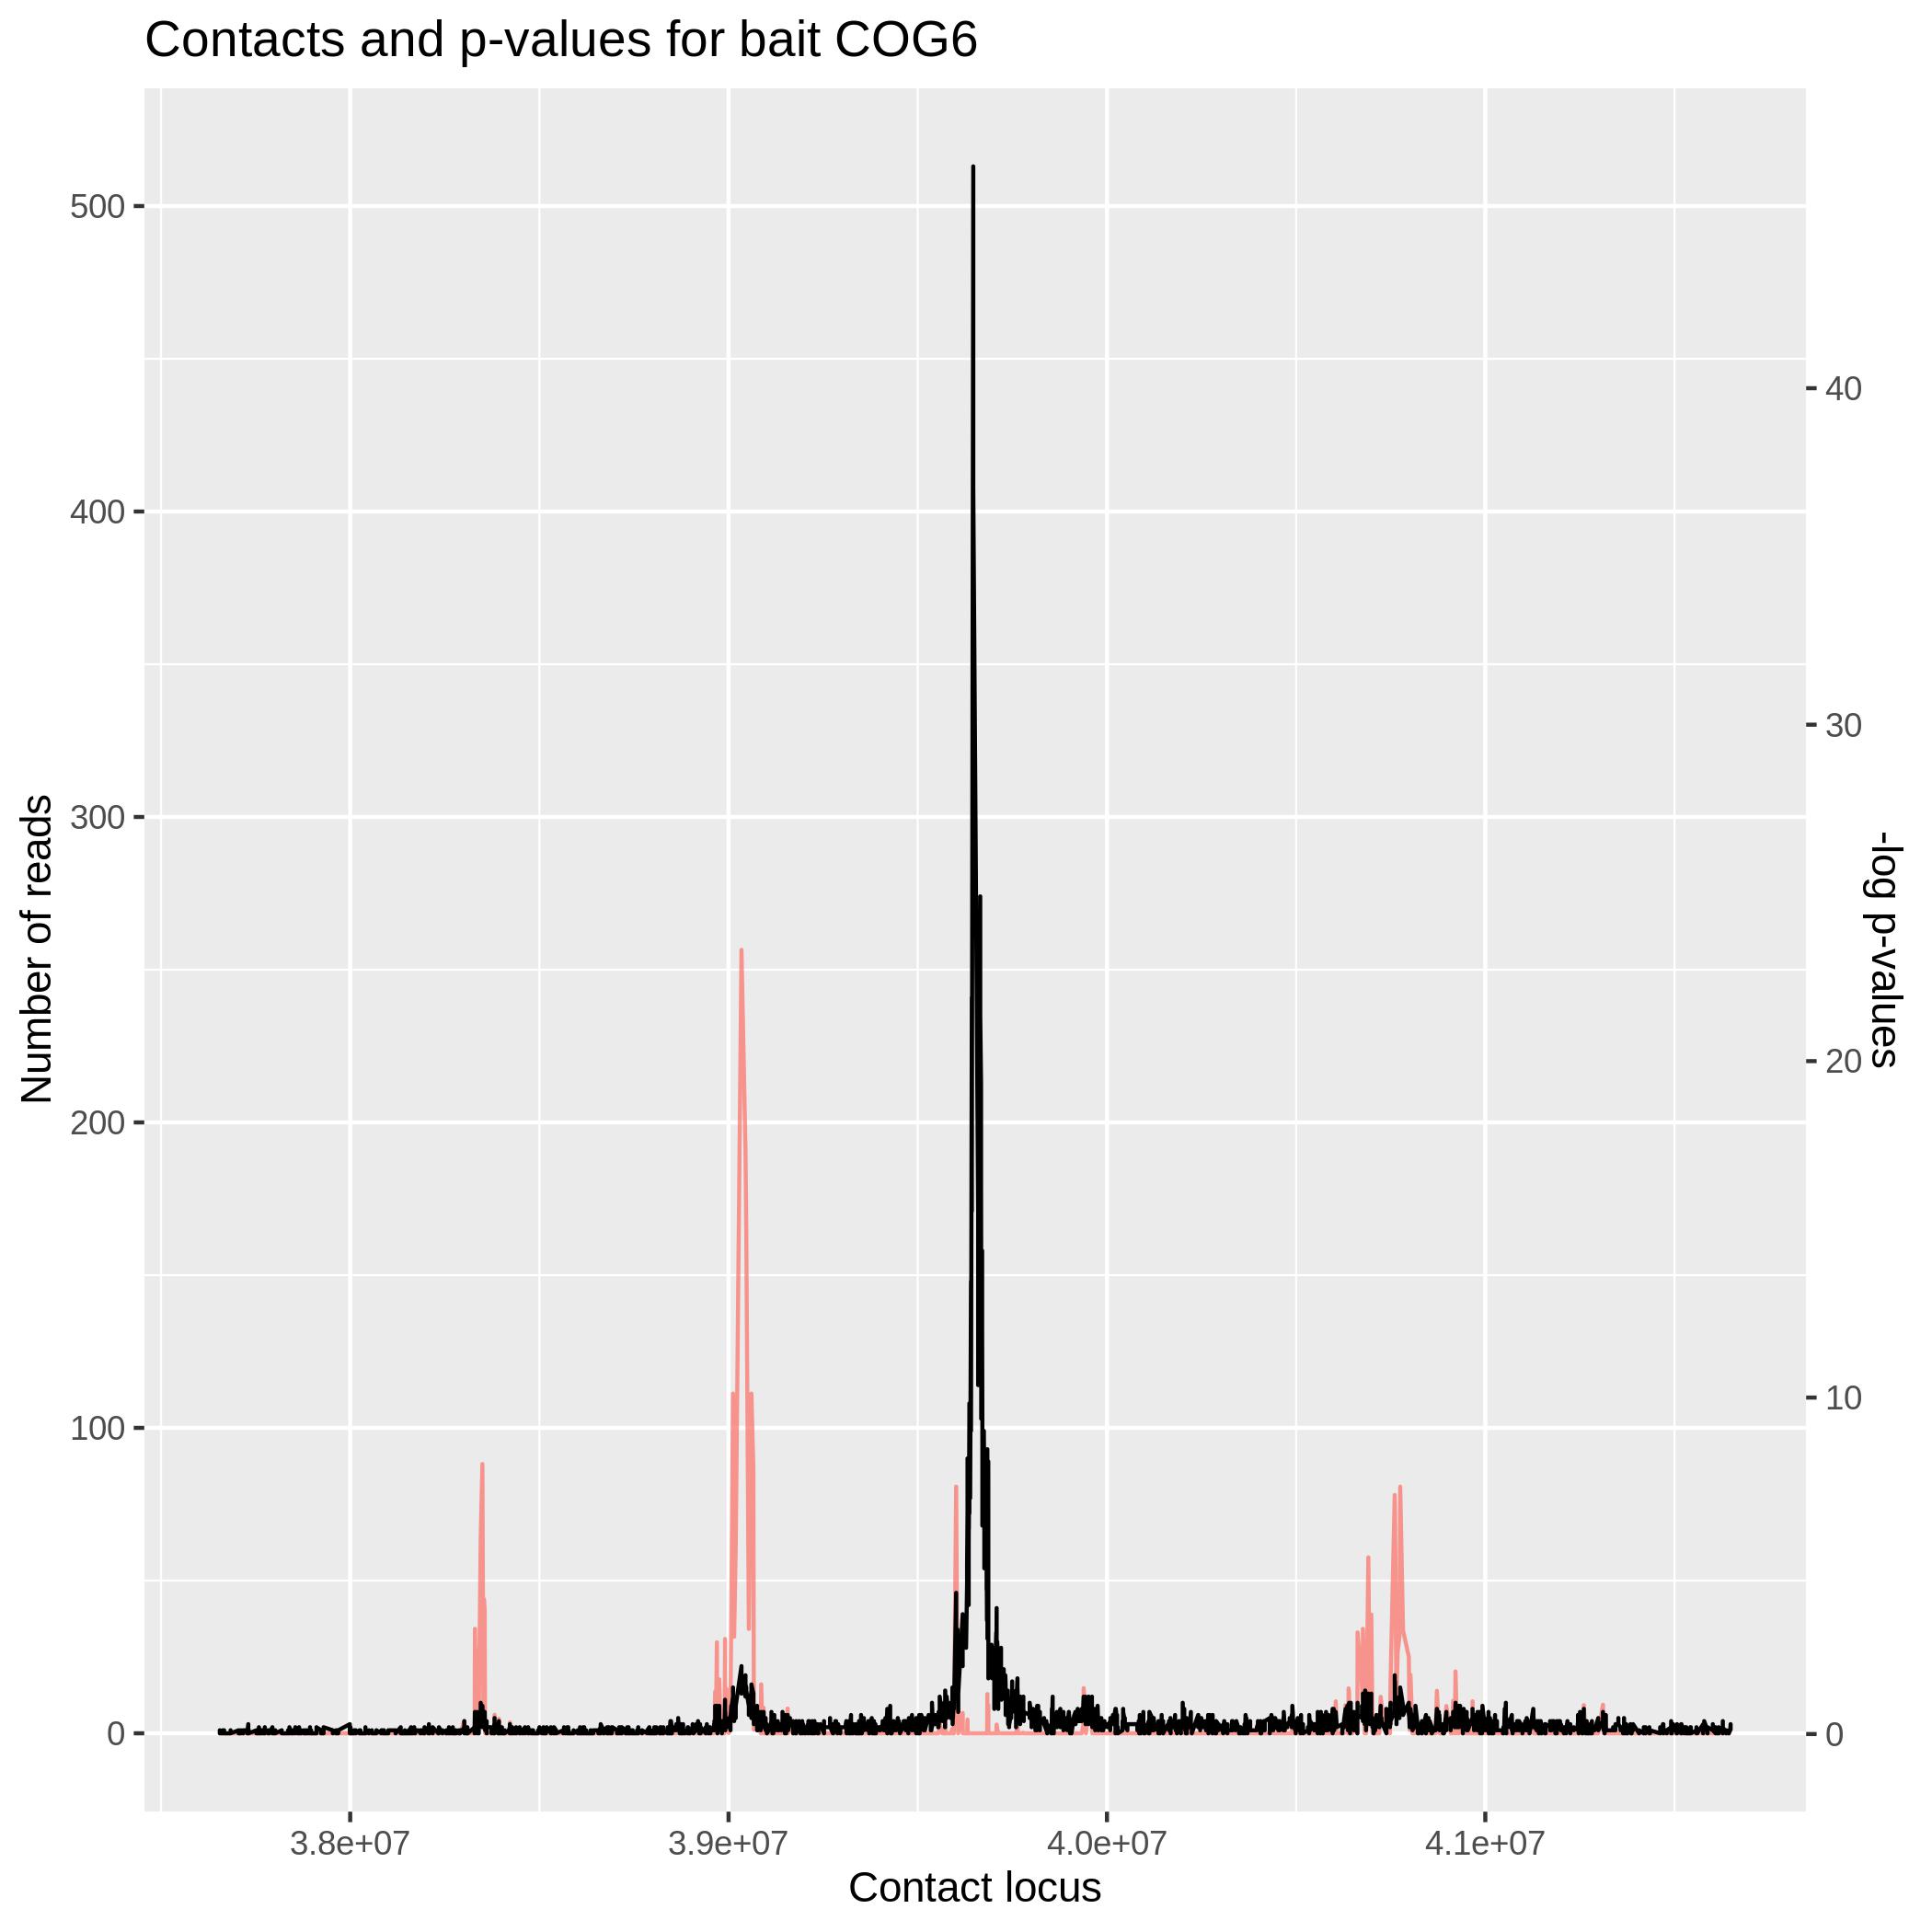 Contacts and p-values for bait COG6
Number of reads
500
400
300
200
100
0
40
30
20
10
0
-log p-values
3.8e+07
3.9e+07
4.0e+07
4.1e+07
Contact locus